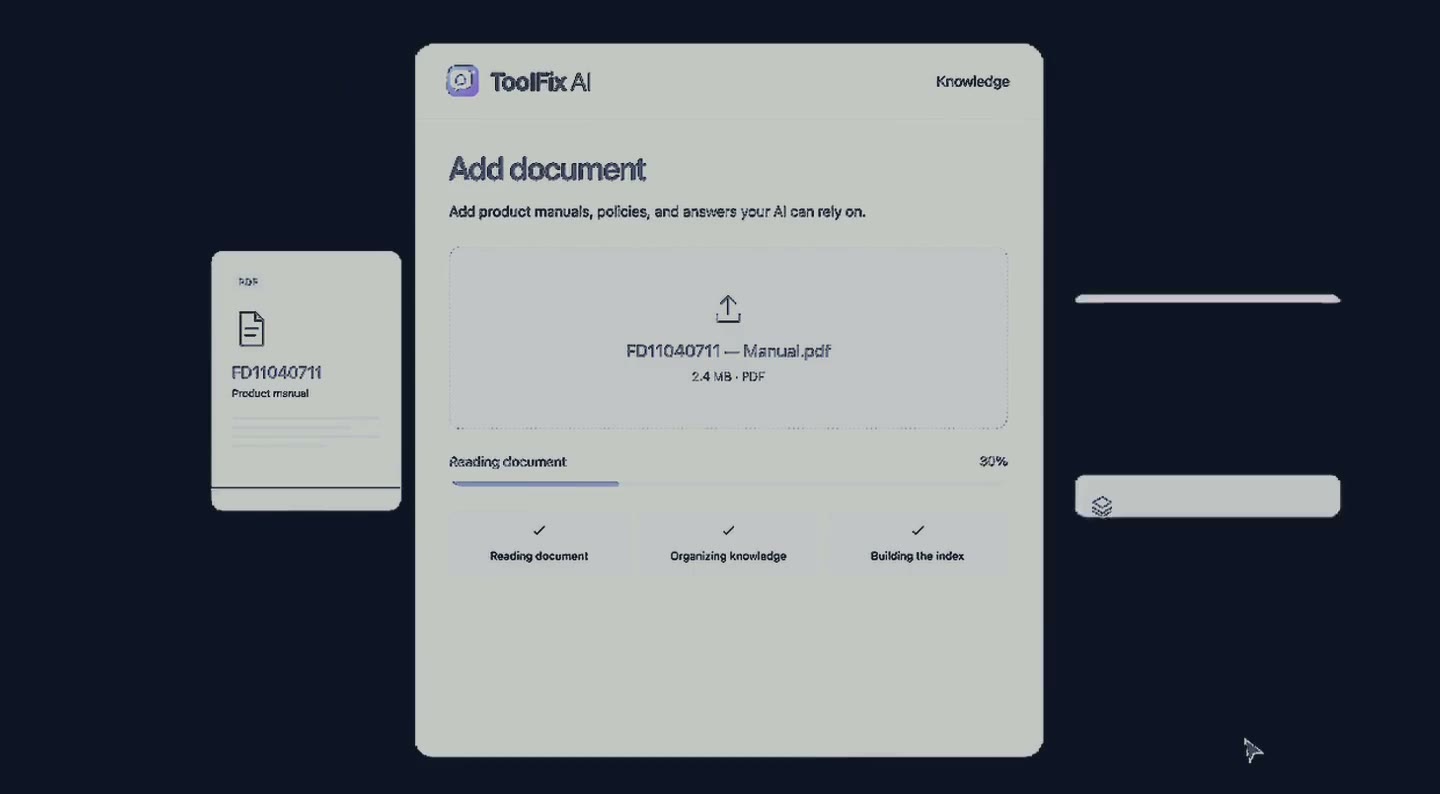 ToolFix AI
Knowledge
Add document
Add product manuals, policies, and answers your AI can rely on.
PDF
FD11040711
Product manual
FD11040711 — Manual.pdf
2.4 MB · PDF
Reading document
30%
Reading document
Organizing knowledge
Building the index